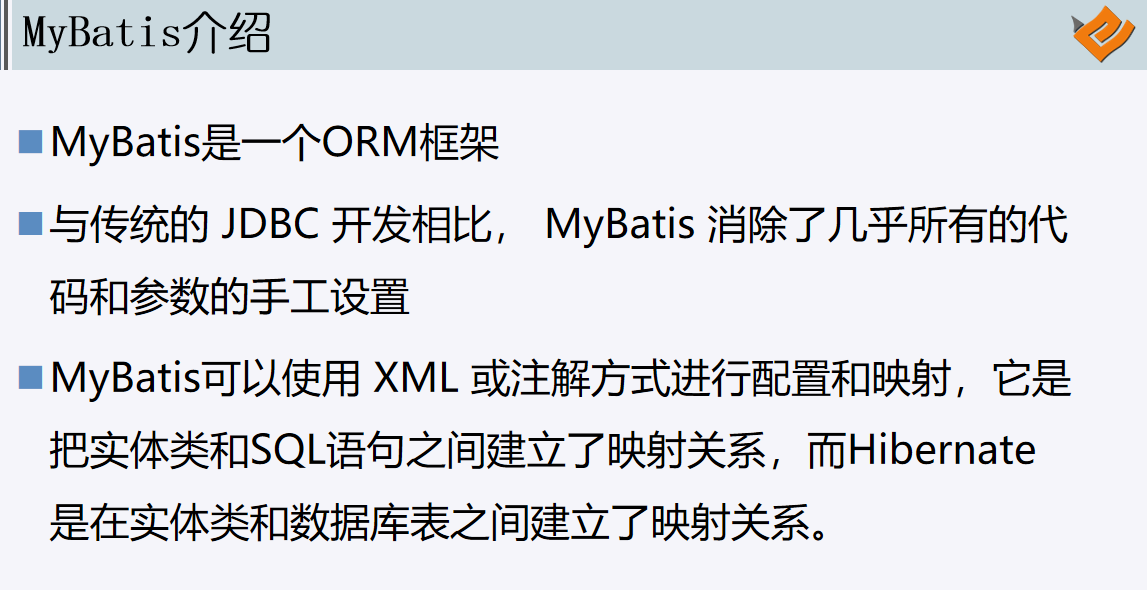 MyBatis介绍
MyBatis是一个ORM框架
与传统的 JDBC 开发相比， MyBatis 消除了几乎所有的代
码和参数的手工设置
MyBatis可以使用 XML 或注解方式进行配置和映射，它是
把实体类和SQL语句之间建立了映射关系，而Hibernate
是在实体类和数据库表之间建立了映射关系。